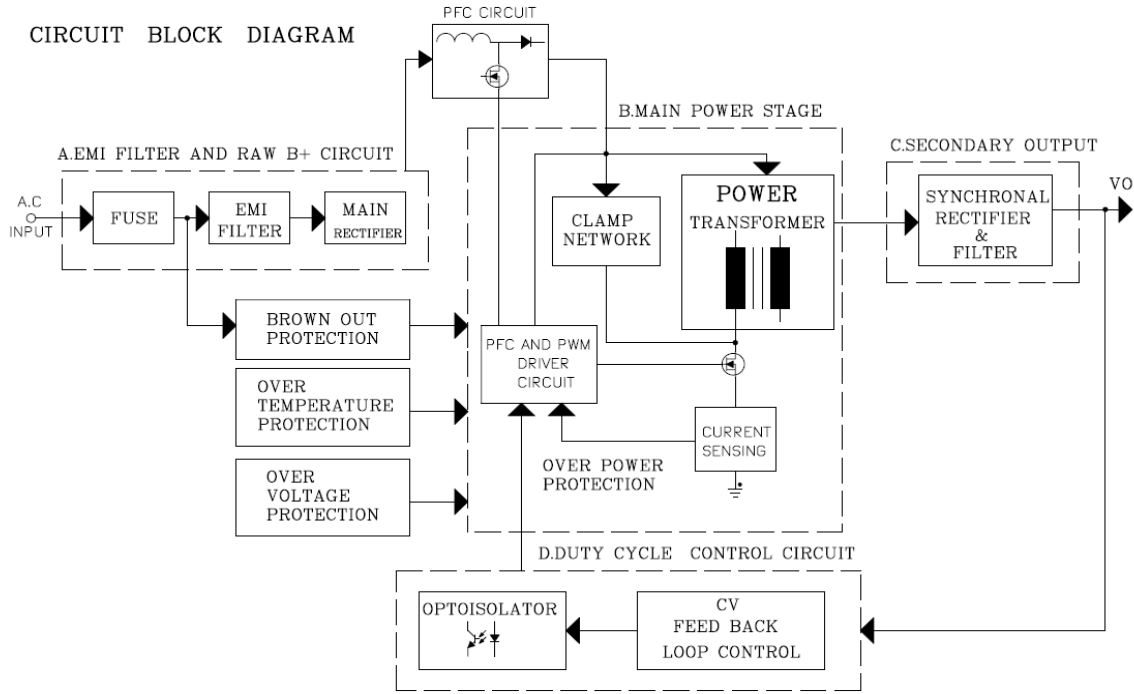 PFC CIRCUIT
CIRCUIT BLOCK DIAGRAM
B.MAIN POWER STAGE
A.EMI FILTER AND RAW B+ CIRCUIT
C.SECONDARY OUTPUT
A.C
INPUT
FUSE
EMI
FILTER
MAIN
RECTIFIER
CLAMP
NETWORK
POWER
TRANSFORMER
SYNCHRONAL
RECTIFIER
&
FILTER
VO
BROWN OUT
PROTECTION
PFC AND PWM
DRIVER
CIRCUIT
OVER
TEMPERATURE
PROTECTION
CURRENT
SENSING
OVER POWER
PROTECTION
OVER
VOLTAGE
PROTECTION
D.DUTY CYCLE CONTROL CIRCUIT
OPTOISOLATOR
CV
FEED BACK
LOOP CONTROL